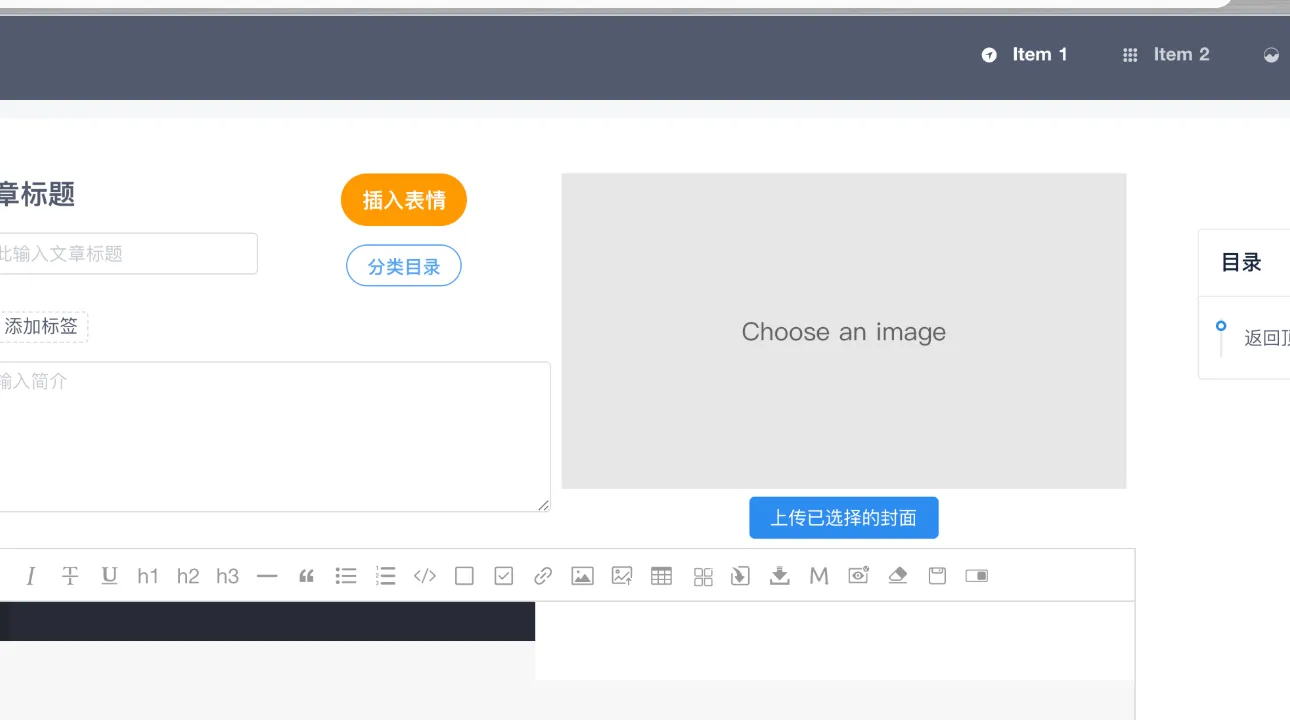 Item 1
Item 2
章标题
插入表情
此输入文章标题
分类目录
添加标签
输入简介
Choose an image
上传已选择的封面
目录
返回顶
I T U h1 h2 h3 — “ </> M